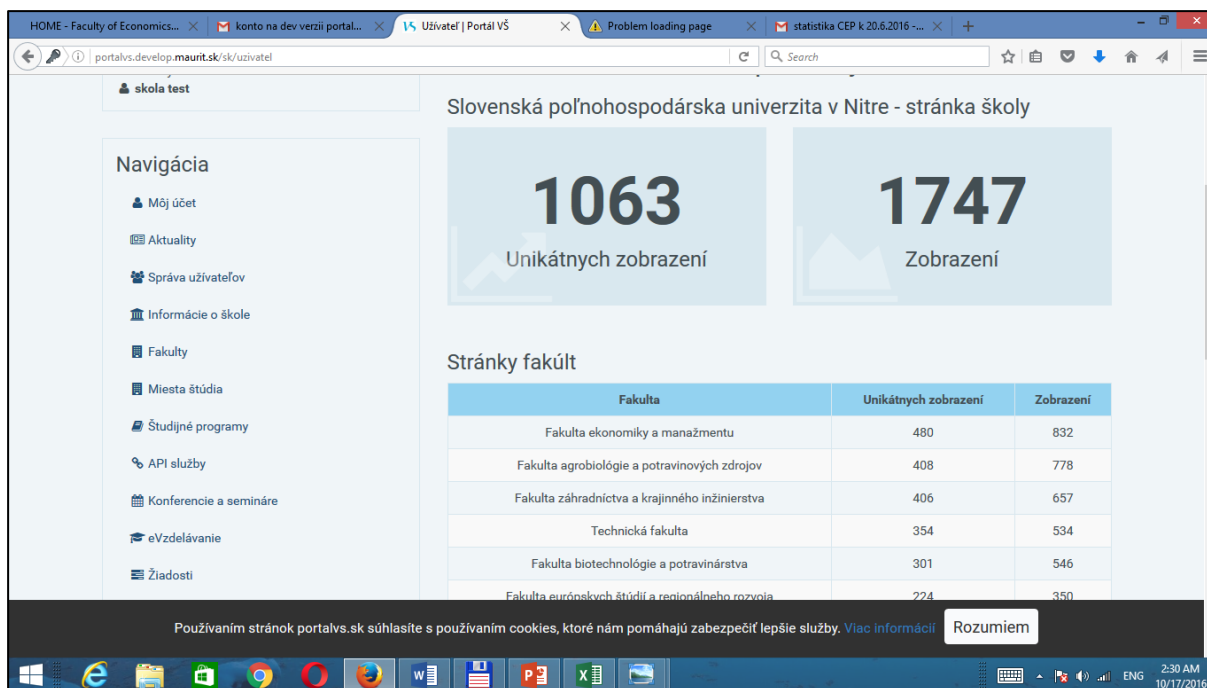 HOME - Faculty of Economics...
konto na dev verzii portal...
Užívateľ | Portál VŠ
Problem loading page
statistika CEP k 20.6.2016 -...
portalvs.develop.maurit.sk/sk/uzivatel
Search
skola test
Navigácia
Môj účet
Aktuality
Správa užívateľov
Informácie o škole
Fakulty
Miesta štúdia
Študijné programy
API služby
Konferencie a semináre
eVzdelávanie
Žiadosti
Slovenská poľnohospodárska univerzita v Nitre - stránka školy
1063
Unikátnych zobrazení
1747
Zobrazení
Stránky fakúlt
Fakulta Unikátnych zobrazení Zobrazení
Fakulta ekonomiky a manažmentu 480 832
Fakulta agrobiológie a potravinových zdrojov 408 778
Fakulta záhradníctva a krajinného inžinierstva 406 657
Technická fakulta 354 534
Fakulta biotechnológie a potravinárstva 301 546
Fakulta európskych štúdií a regionálneho rozvoja 224 350
Používaním stránok portalvs.sk súhlasíte s používaním cookies, ktoré nám pomáhajú zabezpečiť lepšie služby. Viac informácií Rozumiem
ENG
2:30 AM
10/17/2016